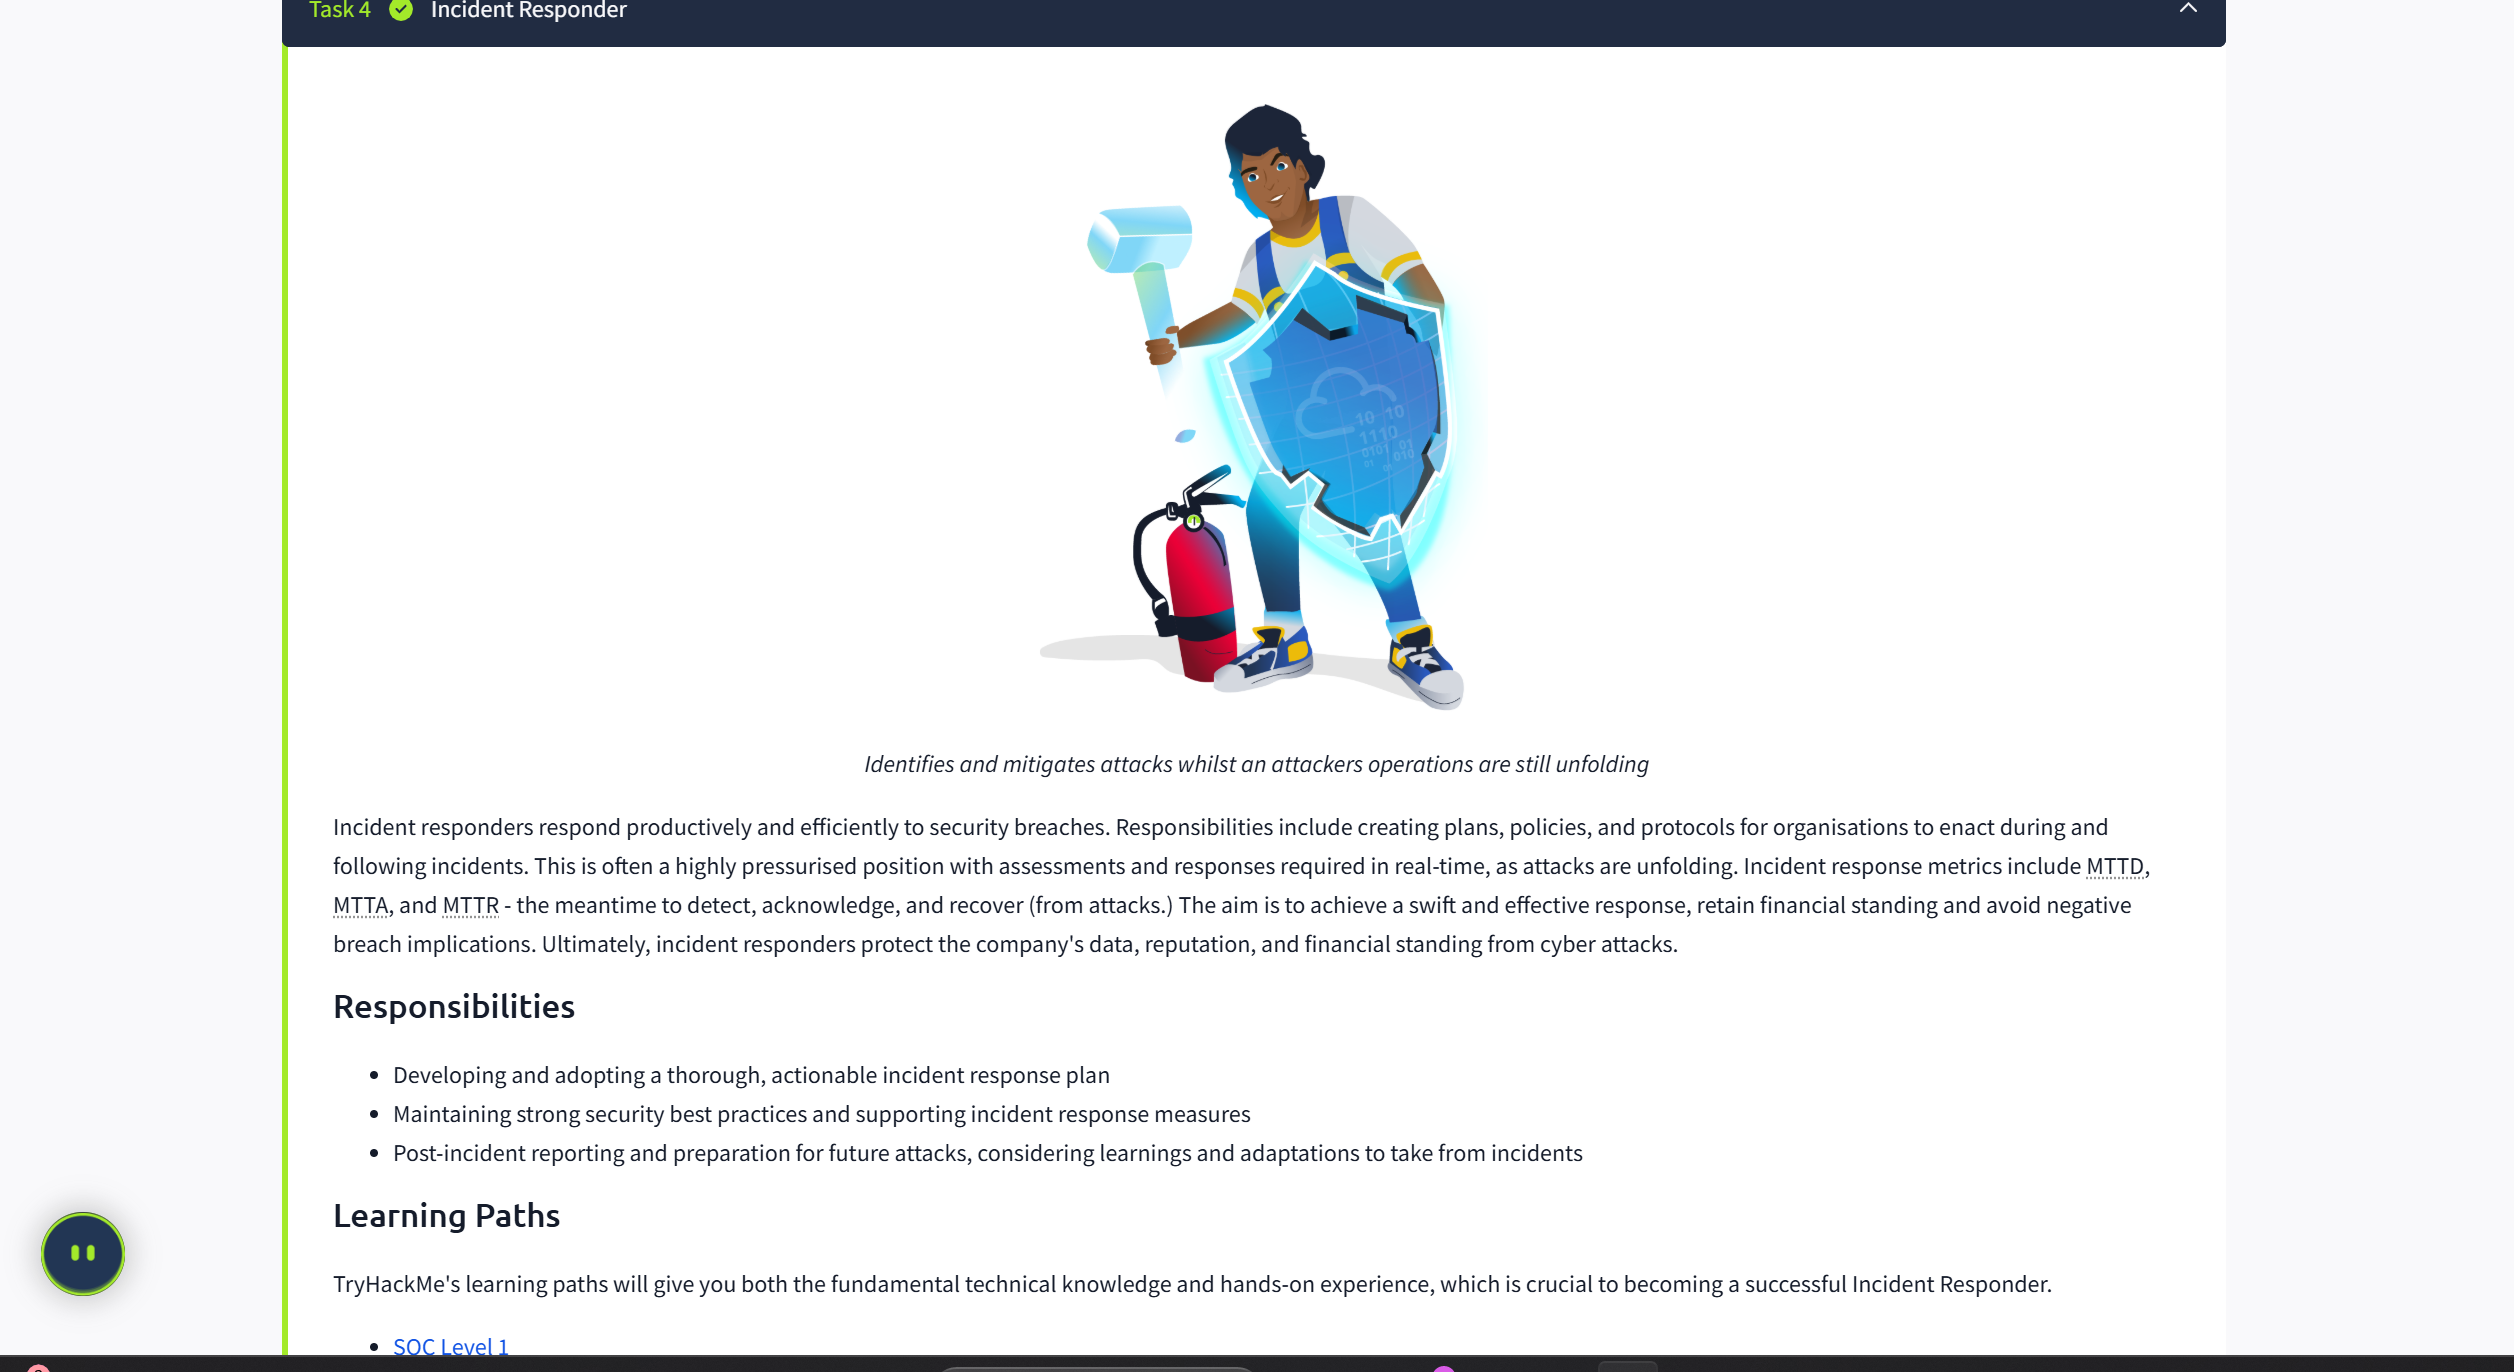 Task 4 Incident Responder
10 10
1110
0101 01
010
01 01
Identifies and mitigates attacks whilst an attackers operations are still unfolding
Incident responders respond productively and efficiently to security breaches. Responsibilities include creating plans, policies, and protocols for organisations to enact during and
following incidents. This is often a highly pressurised position with assessments and responses required in real-time, as attacks are unfolding. Incident response metrics include MTTD,
MTTA, and MTTR - the meantime to detect, acknowledge, and recover (from attacks.) The aim is to achieve a swift and effective response, retain financial standing and avoid negative
breach implications. Ultimately, incident responders protect the company's data, reputation, and financial standing from cyber attacks.
Responsibilities
• Developing and adopting a thorough, actionable incident response plan
• Maintaining strong security best practices and supporting incident response measures
• Post-incident reporting and preparation for future attacks, considering learnings and adaptations to take from incidents
Learning Paths
TryHackMe's learning paths will give you both the fundamental technical knowledge and hands-on experience, which is crucial to becoming a successful Incident Responder.
• SOC Level 1